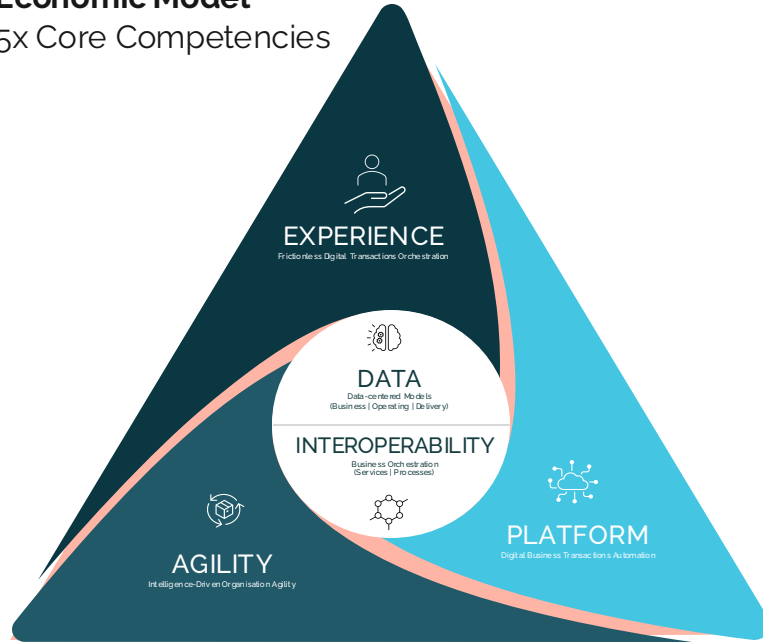 Economic Model
5x Core Competencies
EXPERIENCE
Frictionless Digital Transactions Orchestration
DATA
Data-centered Models
(Business | Operating | Delivery)
INTEROPERABILITY
Business Orchestration
(Services | Processes)
PLATFORM
Digital Business Transactions Automation
AGILITY
Intelligence-Driven Organisation Agility